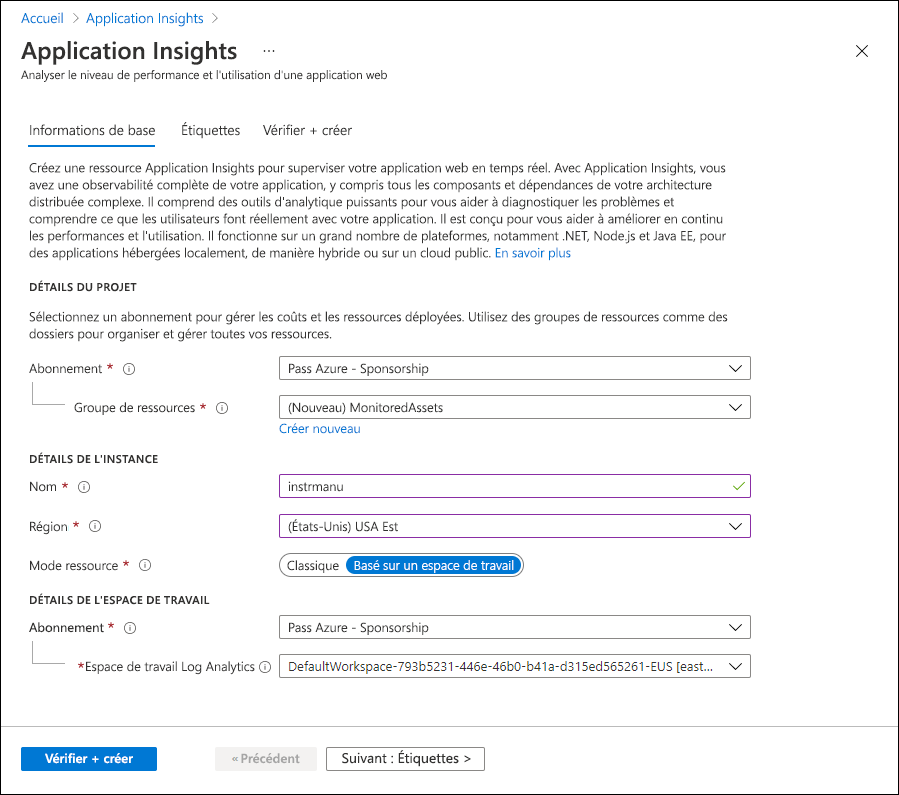 Accueil > Application Insights >
Application Insights ...
Analyser le niveau de performance et l'utilisation d'une application web
Informations de base Étiquettes Vérifier + créer
Créez une ressource Application Insights pour superviser votre application web en temps réel. Avec Application Insights, vous
avez une observabilité complète de votre application, y compris tous les composants et dépendances de votre architecture
distribuée complexe. Il comprend des outils d'analytique puissants pour vous aider à diagnostiquer les problèmes et
comprendre ce que les utilisateurs font réellement avec votre application. Il est conçu pour vous aider à améliorer en continu
les performances et l'utilisation. Il fonctionne sur un grand nombre de plateformes, notamment .NET, Node.js et Java EE, pour
des applications hébergées localement, de manière hybride ou sur un cloud public. En savoir plus
DÉTAILS DU PROJET
Sélectionnez un abonnement pour gérer les coûts et les ressources déployées. Utilisez des groupes de ressources comme des
dossiers pour organiser et gérer toutes vos ressources.
Abonnement * Pass Azure - Sponsorship
Groupe de ressources * (Nouveau) MonitoredAssets
Créer nouveau
DÉTAILS DE L'INSTANCE
Nom * instrmanu
Région * (États-Unis) USA Est
Mode ressource * Classique Basé sur un espace de travail
DÉTAILS DE L'ESPACE DE TRAVAIL
Abonnement * Pass Azure - Sponsorship
*Espace de travail Log Analytics DefaultWorkspace-793b5231-446e-46b0-b41a-d315ed565261-EUS [east...
Vérifier + créer « Précédent Suivant : Étiquettes >